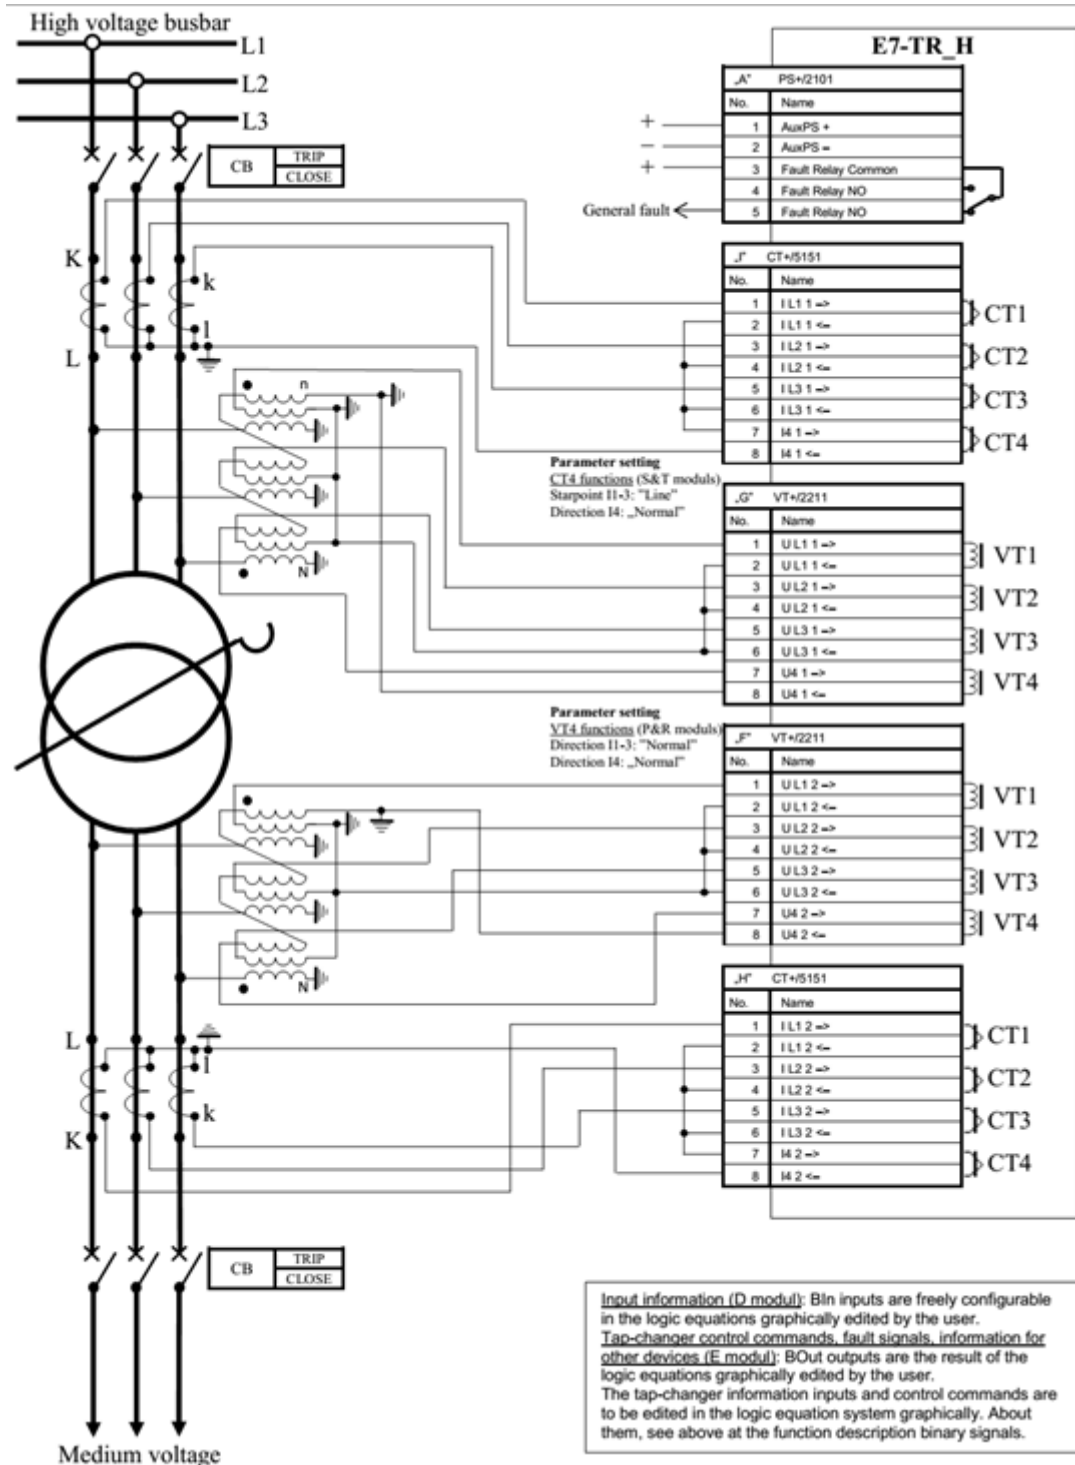 High voltage busbar
L1
L2
L3
CB
TRIP
CLOSE
E7-TR_H
„A" PS+/2101
No. Name
+ 1 AuxPS +
− 2 AuxPS -
+ 3 Fault Relay Common
4 Fault Relay NO
General fault 5 Fault Relay NO
K
k
l
L
„I" CT+/5151
No. Name
1 I L1 1 ->
2 I L1 1 <-
3 I L2 1 ->
4 I L2 1 <-
5 I L3 1 ->
6 I L3 1 <-
7 I4 1 ->
8 I4 1 <-
CT1
CT2
CT3
CT4
n
N
Parameter setting
CT4 functions (S&T moduls)
Starpoint I1-3: "Line"
Direction I4: „Normal"
„G" VT+/2211
No. Name
1 U L1 1 ->
2 U L1 1 <-
3 U L2 1 ->
4 U L2 1 <-
5 U L3 1 ->
6 U L3 1 <-
7 U4 1 ->
8 U4 1 <-
VT1
VT2
VT3
VT4
Parameter setting
VT4 functions (P&R moduls)
Direction I1-3: "Normal"
Direction I4: „Normal"
„F" VT+/2211
No. Name
1 U L1 2 ->
2 U L1 2 <-
3 U L2 2 ->
4 U L2 2 <-
5 U L3 2 ->
6 U L3 2 <-
7 U4 2 ->
8 U4 2 <-
VT1
VT2
VT3
VT4
N
„H" CT+/5151
No. Name
1 I L1 2 ->
2 I L1 2 <-
3 I L2 2 ->
4 I L2 2 <-
5 I L3 2 ->
6 I L3 2 <-
7 I4 2 ->
8 I4 2 <-
CT1
CT2
CT3
CT4
L
l
k
K
CB
TRIP
CLOSE
Medium voltage
Input information (D modul): BIn inputs are freely configurable
in the logic equations graphically edited by the user.
Tap-changer control commands, fault signals, information for
other devices (E modul): BOut outputs are the result of the
logic equations graphically edited by the user.
The tap-changer information inputs and control commands are
to be edited in the logic equation system graphically. About
them, see above at the function description binary signals.